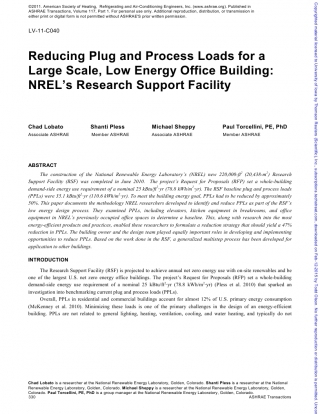 ©2011, American Society of Heating, Refrigerating and Air-Conditioning Engineers, Inc. (www.ashrae.org). Published in
ASHRAE Transactions, Volume 117, Part 1. For personal use only. Additional reproduction, distribution, or transmission in
either print or digital form is not permitted without ASHRAE's prior written permission.
LV-11-C040
Reducing Plug and Process Loads for a
Large Scale, Low Energy Office Building:
NREL's Research Support Facility
Chad Lobato Shanti Pless Michael Sheppy Paul Torcellini, PE, PhD
Associate ASHRAE Member ASHRAE Associate ASHRAE Member ASHRAE
ABSTRACT
The construction of the National Renewable Energy Laboratory's (NREL) new 220,000 ft² (20,438 m²) Research
Support Facility (RSF) was completed in June 2010. The project's Request for Proposals (RFP) set a whole-building
demand-side energy use requirement of a nominal 25 kBtu/ft²·yr (78.8 kWh/m²·yr). The RSF baseline plug and process loads
(PPLs) were 35.1 kBtu/ft²·yr (110.6 kWh/m²·yr). To meet the building energy goal, PPLs had to be reduced by approximately
50%. This paper documents the methodology NREL researchers developed to identify and reduce PPLs as part of the RSF's
low energy design process. They examined PPLs, including elevators, kitchen equipment in breakrooms, and office
equipment in NREL's previously occupied office spaces to determine a baseline. This, along with research into the most
energy-efficient products and practices, enabled these researchers to formulate a reduction strategy that should yield a 47%
reduction in PPLs. The building owner and the design team played equally important roles in developing and implementing
opportunities to reduce PPLs. Based on the work done in the RSF, a generalized multistep process has been developed for
application to other buildings.
INTRODUCTION
The Research Support Facility (RSF) is projected to achieve annual net zero energy use with on-site renewables and be
one of the largest U.S. net zero energy office buildings. The project's Request for Proposals (RFP) set a whole-building
demand-side energy use requirement of a nominal 25 kBtu/ft²·yr (78.8 kWh/m²·yr) (Pless et al. 2010) that sparked an
investigation into benchmarking current plug and process loads (PPLs).
Overall, PPLs in residential and commercial buildings account for almost 12% of U.S. primary energy consumption
(McKenney et al. 2010). Minimizing these loads is one of the primary challenges in the design of an energy-efficient
building. PPLs are not related to general lighting, heating, ventilation, cooling, and water heating, and typically do not
Chad Lobato is a researcher at the National Renewable Energy Laboratory, Golden, Colorado. Shanti Pless is a researcher at the National
Renewable Energy Laboratory, Golden, Colorado. Michael Sheppy is a researcher at the National Renewable Energy Laboratory, Golden,
Colorado. Paul Torcellini, PE, PhD is a group manager at the National Renewable Energy Laboratory, Golden, Colorado.
330 ASHRAE Transactions